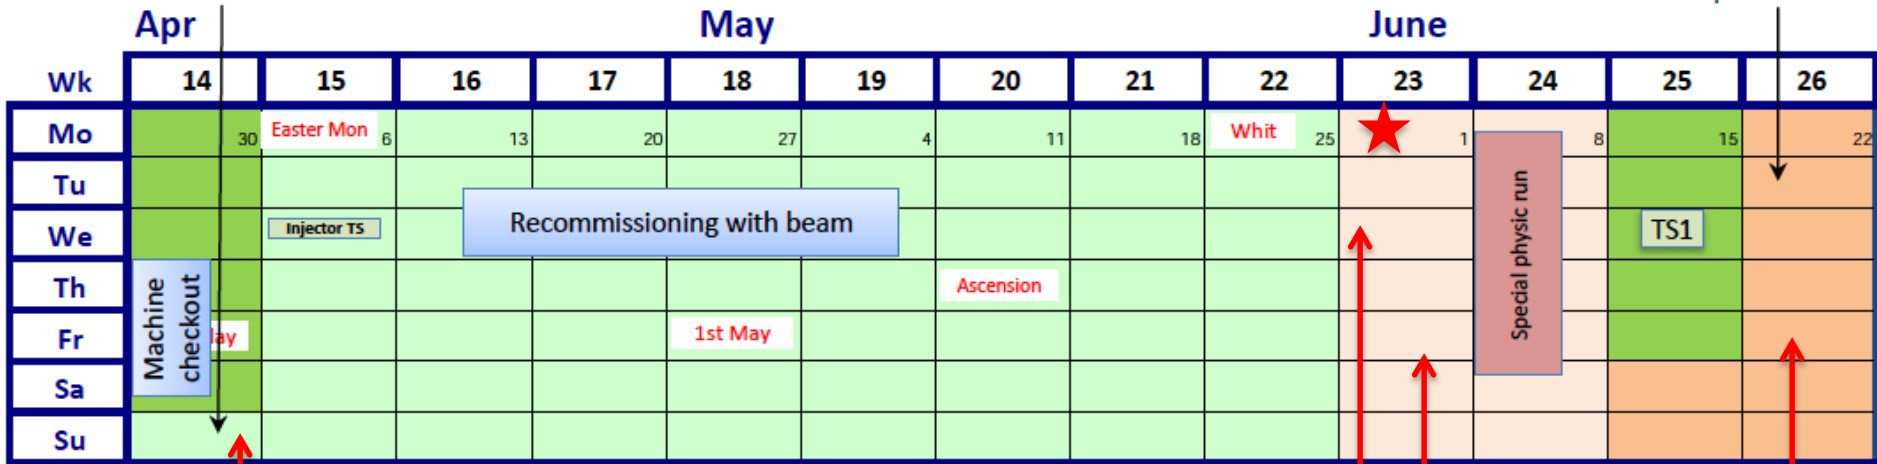 Apr May June
Wk 14 15 16 17 18 19 20 21 22 23 24 25 26
Mo 30 Easter Mon 6 13 20 27 4 11 18 Whit 25 1 8 15 22
Tu
We Injector TS Recommissioning with beam TS1
Th Ascension
Fr lay 1st May
Sa
Su
Machine
checkout
Special physic run